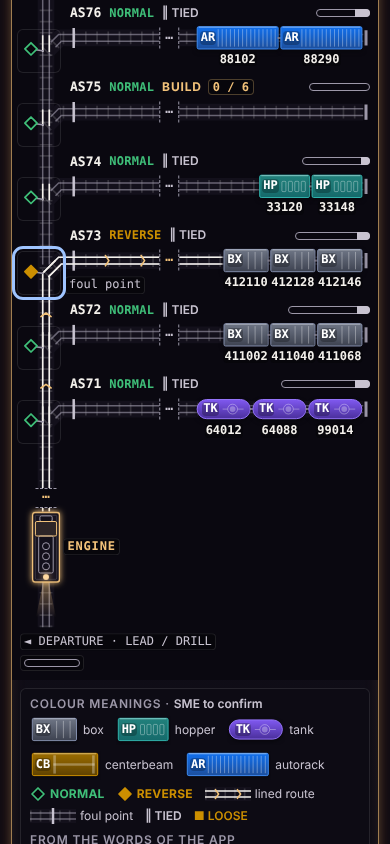 AS76 NORMAL TIED
AR AR
88102 88290
AS75 NORMAL BUILD 0 / 6
AS74 NORMAL TIED
HP HP
33120 33148
AS73 REVERSE TIED
BX BX BX
foul point 412110 412128 412146
AS72 NORMAL TIED
BX BX BX
411002 411040 411068
AS71 NORMAL TIED
TK TK TK
64012 64088 99014
ENGINE
◄ DEPARTURE · LEAD / DRILL
COLOUR MEANINGS · SME to confirm
BX box HP hopper TK tank
CB centerbeam AR autorack
NORMAL REVERSE lined route
foul point TIED LOOSE
FROM THE WORDS OF THE APP